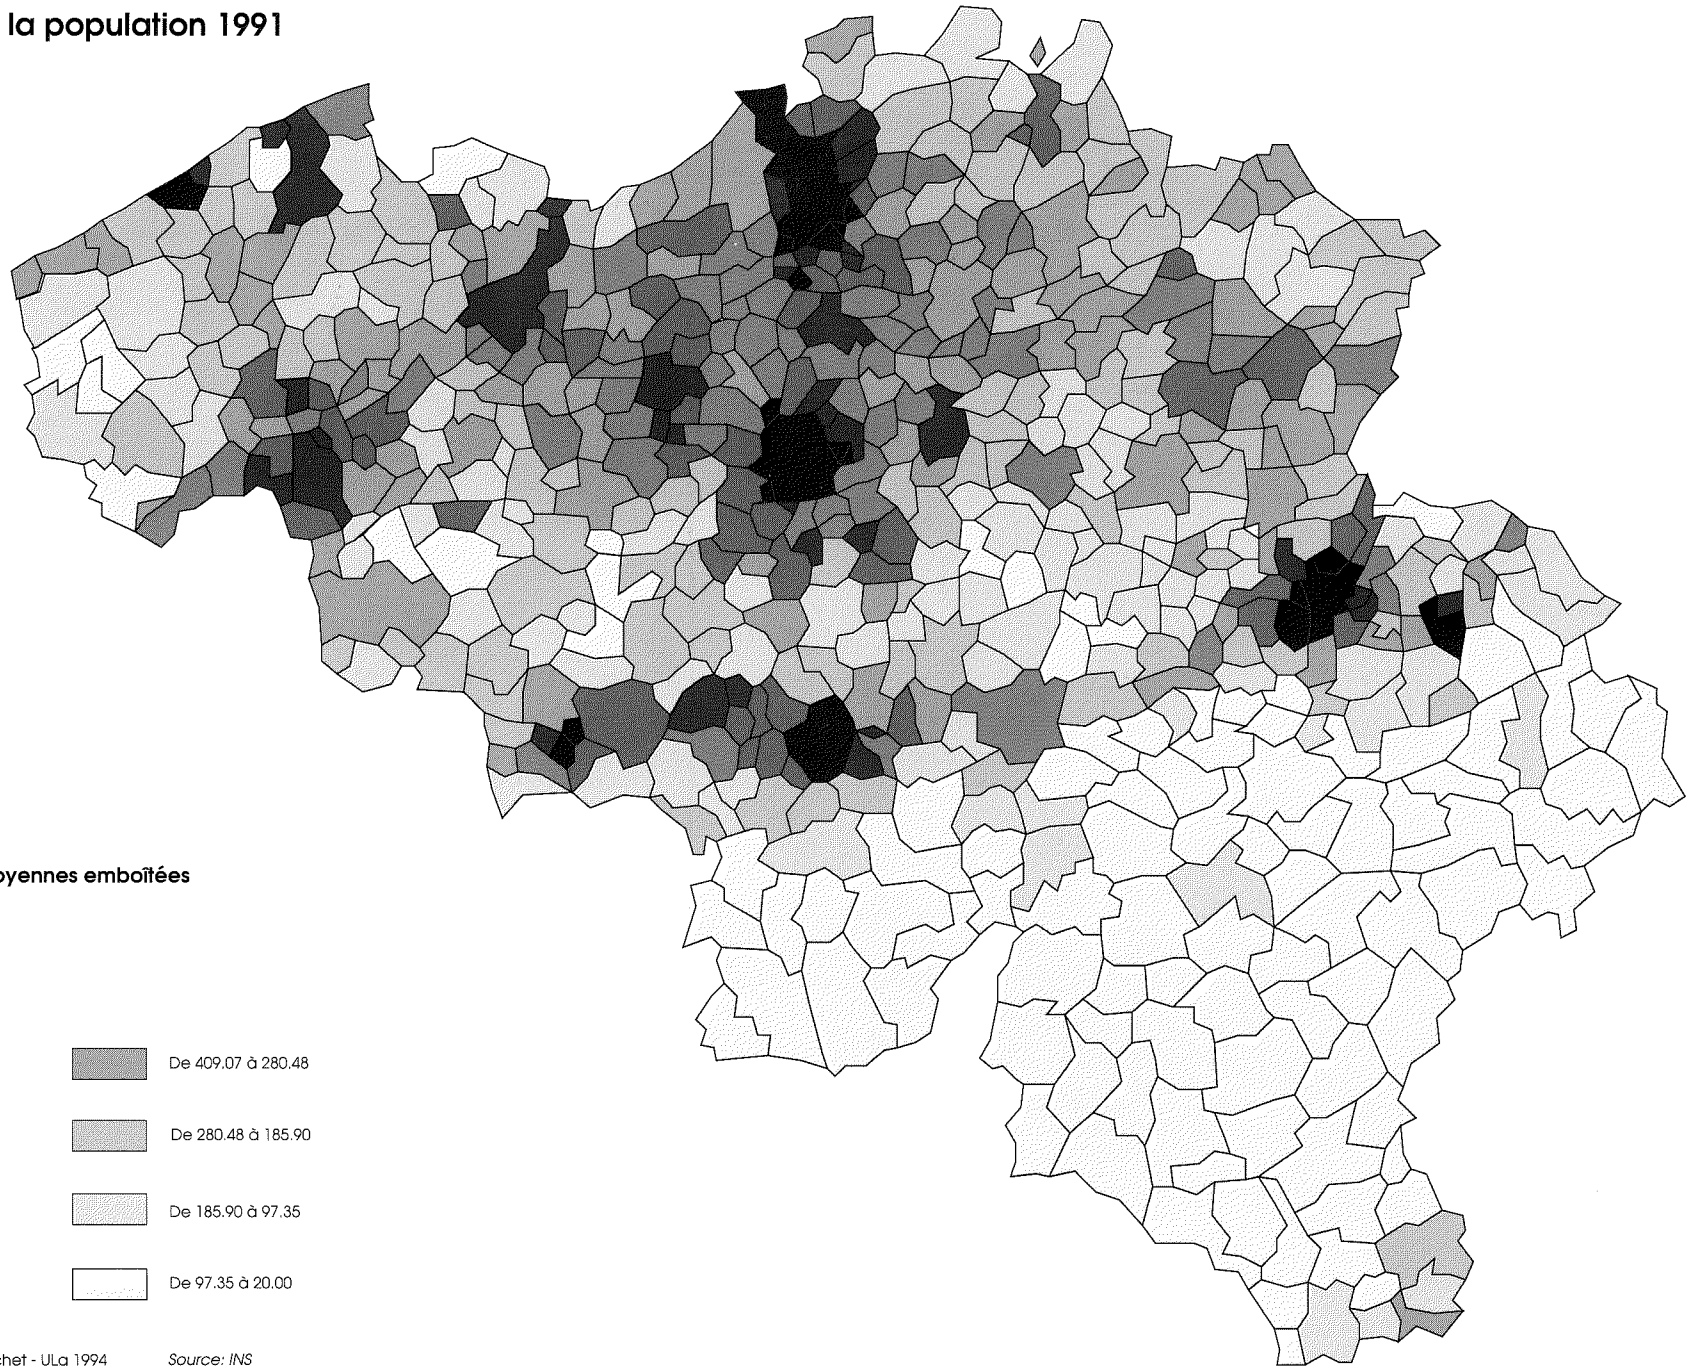 la population 1991
oyennes emboîtées
De 409.07 à 280.48
De 280.48 à 185.90
De 185.90 à 97.35
De 97.35 à 20.00
chet - ULg 1994 Source: INS